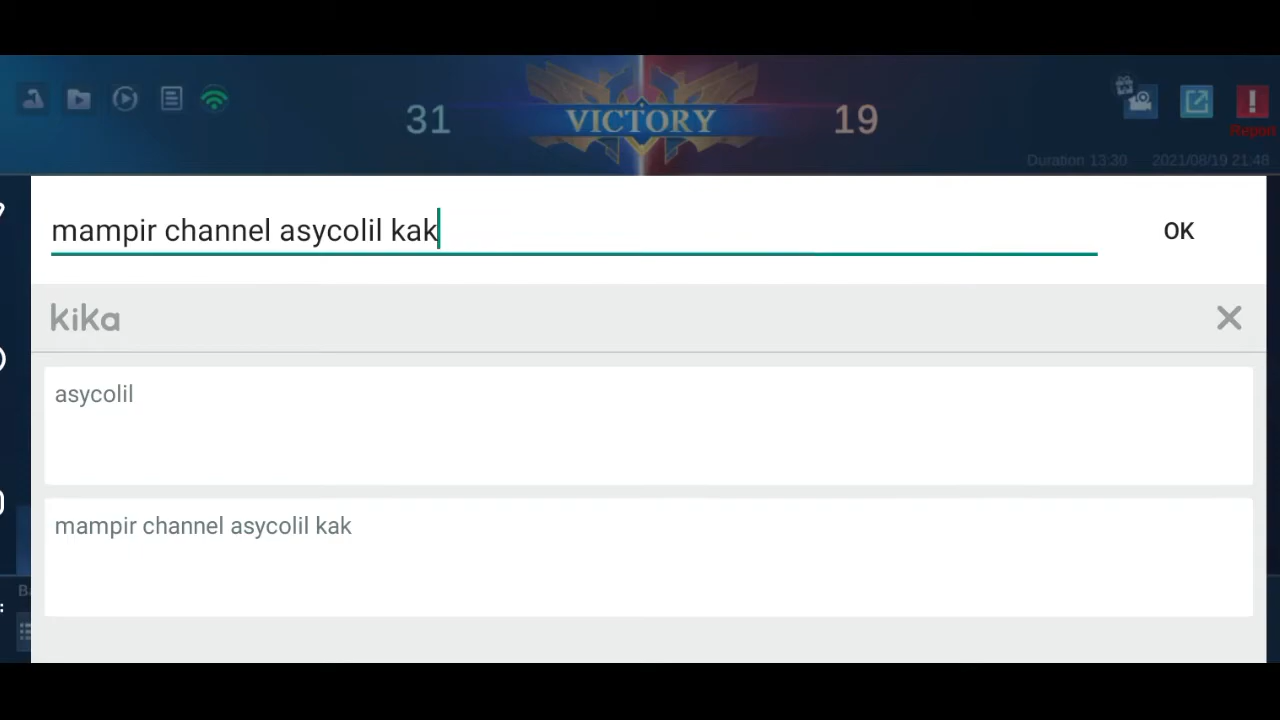 31
VICTORY
19
Report
Duration 13:30 2021/08/19 21:48
mampir channel asycolil kak
OK
kika
asycolil
mampir channel asycolil kak